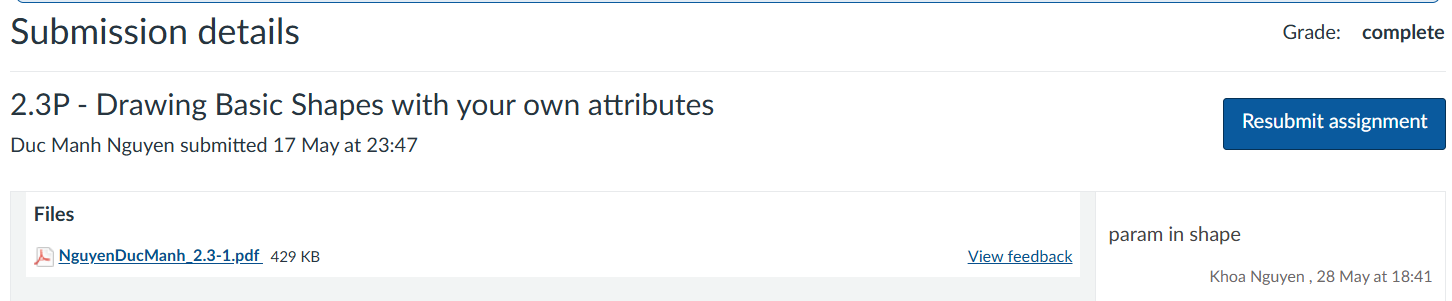 Submission details
Grade: complete
2.3P - Drawing Basic Shapes with your own attributes
Duc Manh Nguyen submitted 17 May at 23:47
Resubmit assignment
Files
NguyenDucManh_2.3-1.pdf 429 KB
View feedback
param in shape
Khoa Nguyen , 28 May at 18:41